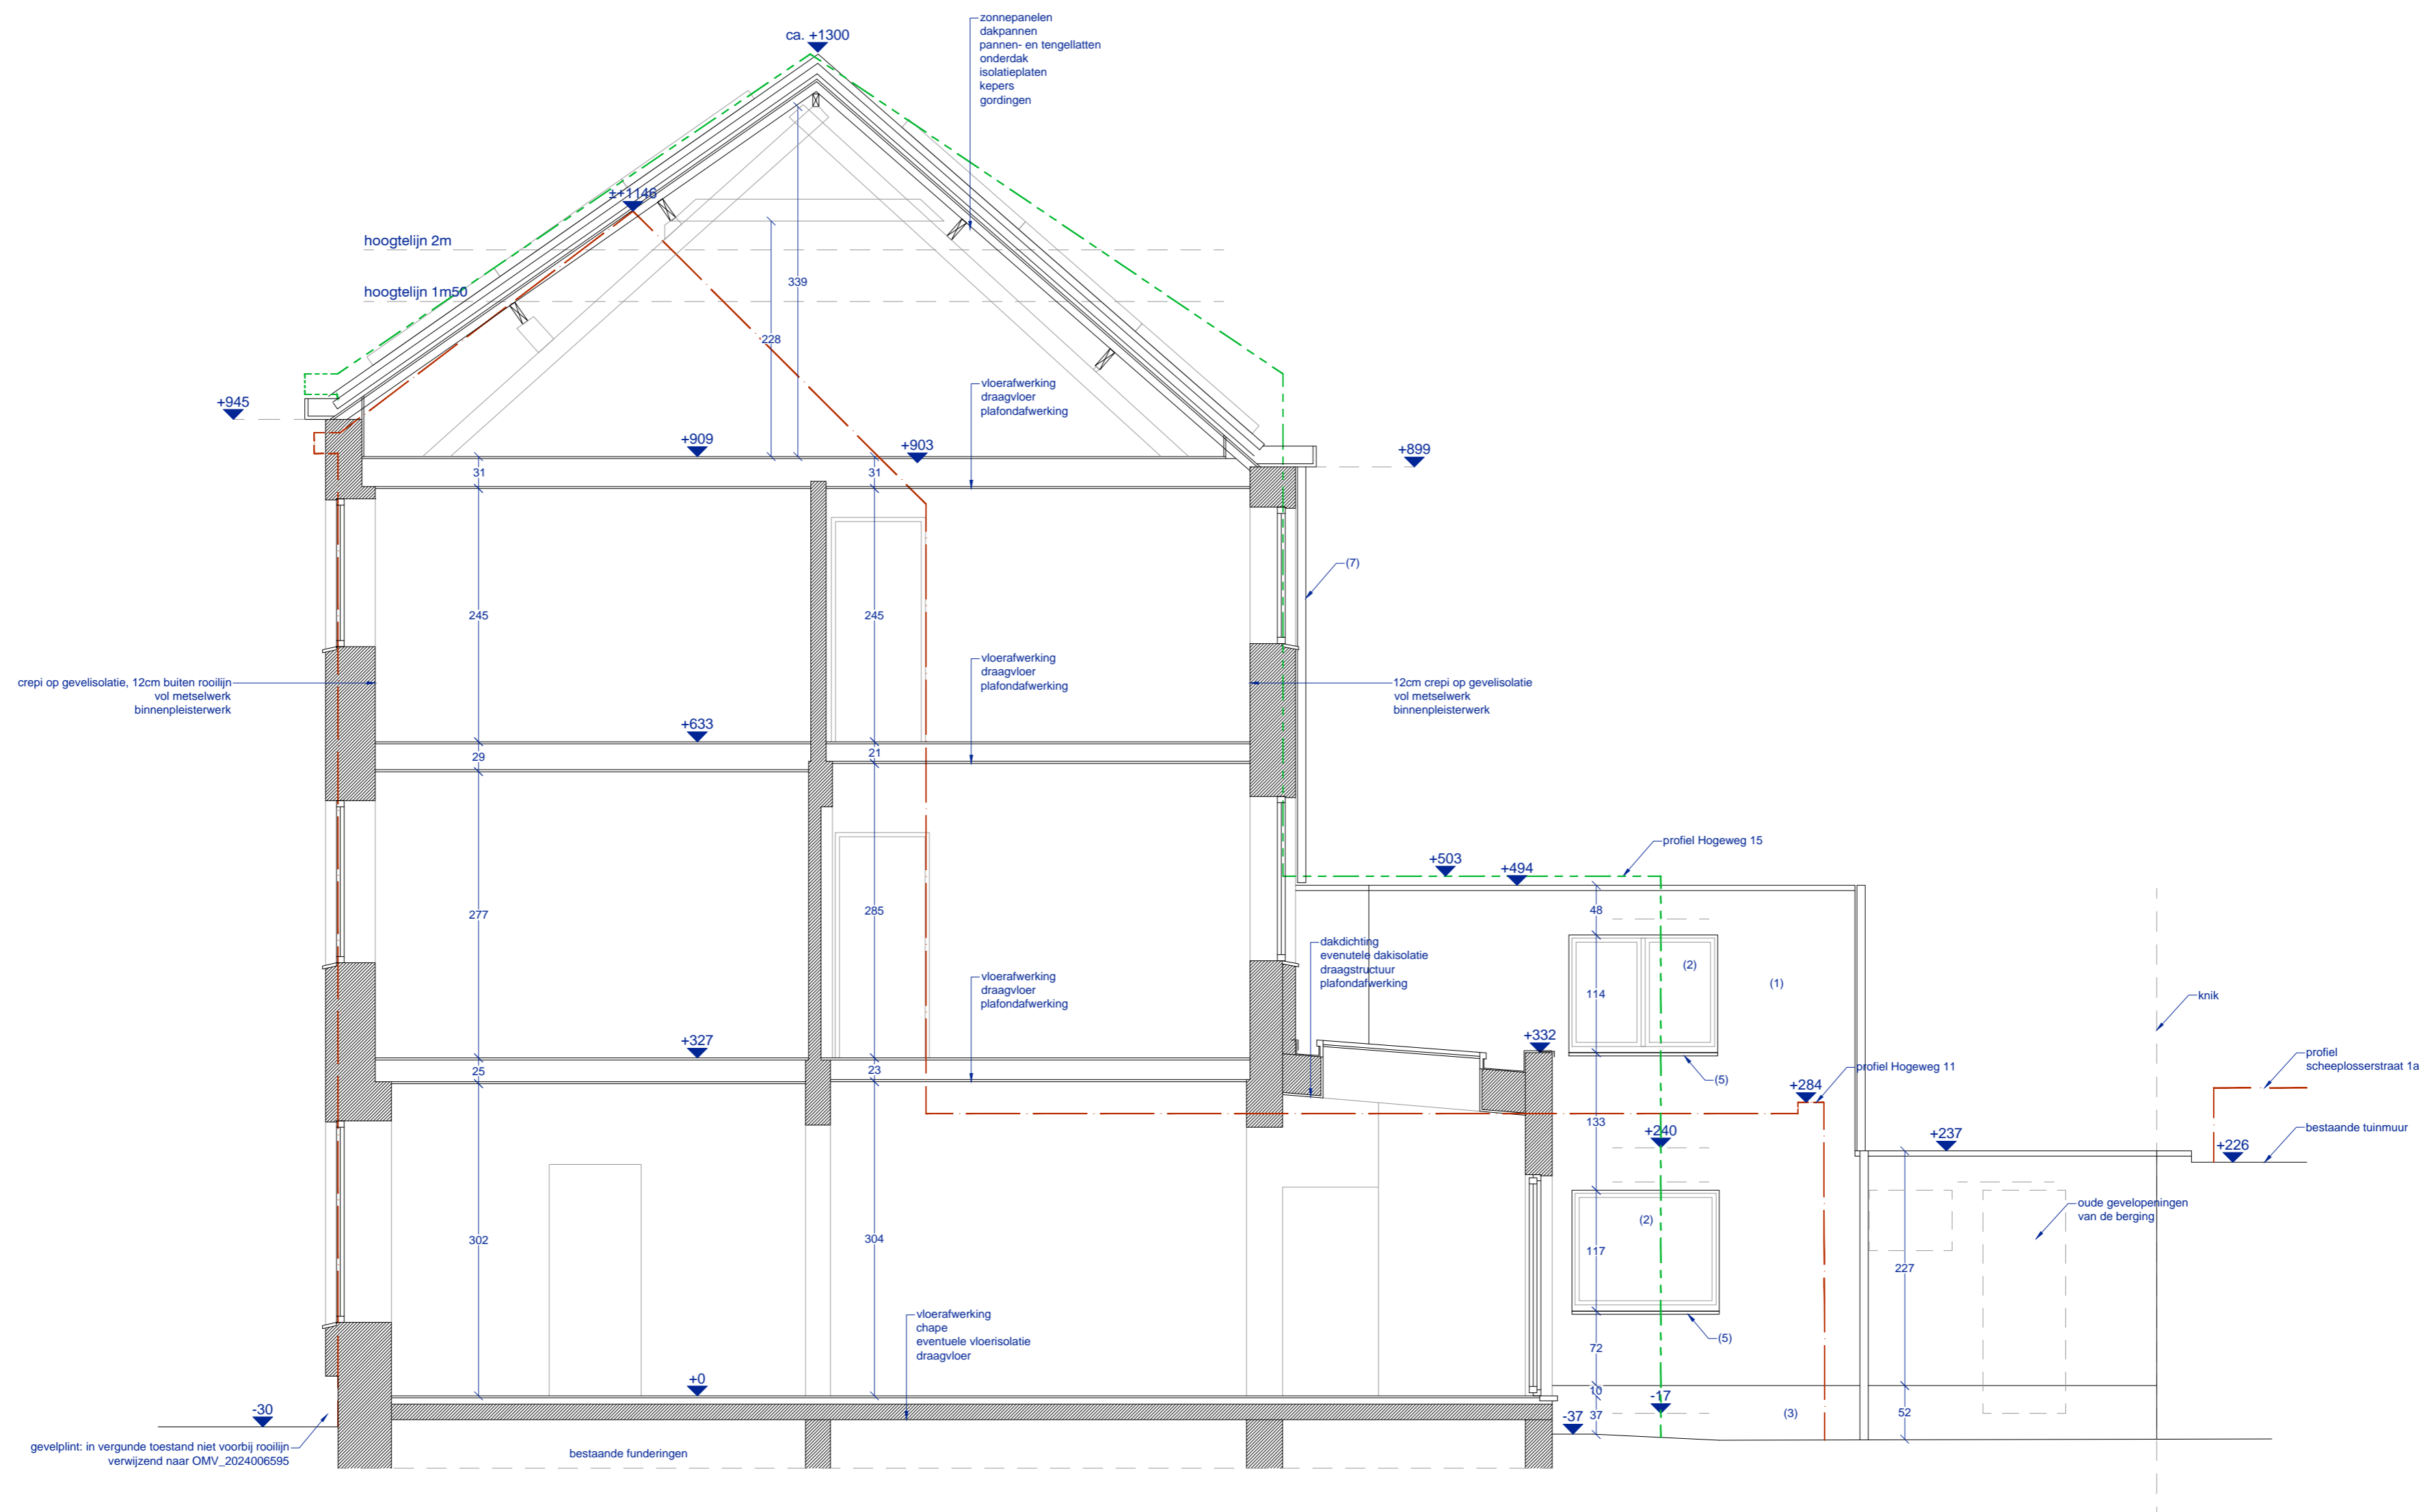 zonnepanelen
dakpannen
pannen- en tengellatten
onderdak
isolatieplaten
kepers
gordingen
ca. +1300
±+1146
hoogtelijn 2m
339
hoogtelijn 1m50
228
vloerafwerking
draagvloer
plafondafwerking
+945
+909
+903
+899
31
31
(7)
245
245
vloerafwerking
draagvloer
plafondafwerking
crepi op gevelisolatie, 12cm buiten rooilijn
vol metselwerk
binnenpleisterwerk
12cm crepi op gevelisolatie
vol metselwerk
binnenpleisterwerk
+633
29
21
profiel Hogeweg 15
+503
+494
277
285
48
dakdichting
evenutele dakisolatie
draagstructuur
plafondafwerking
(2)
(1)
114
knik
vloerafwerking
draagvloer
plafondafwerking
+327
+332
25
23
(5)
profiel Hogeweg 11
profiel
scheeplosserstraat 1a
+284
133
+240
+237
+226
bestaande tuinmuur
oude gevelopeningen
van de berging
302
304
(2)
117
227
vloerafwerking
chape
eventuele vloerisolatie
draagvloer
(5)
72
+0
10
-17
-30
-37
37
(3)
52
gevelplint: in vergunde toestand niet voorbij rooilijn
verwijzend naar OMV_2024006595
bestaande funderingen